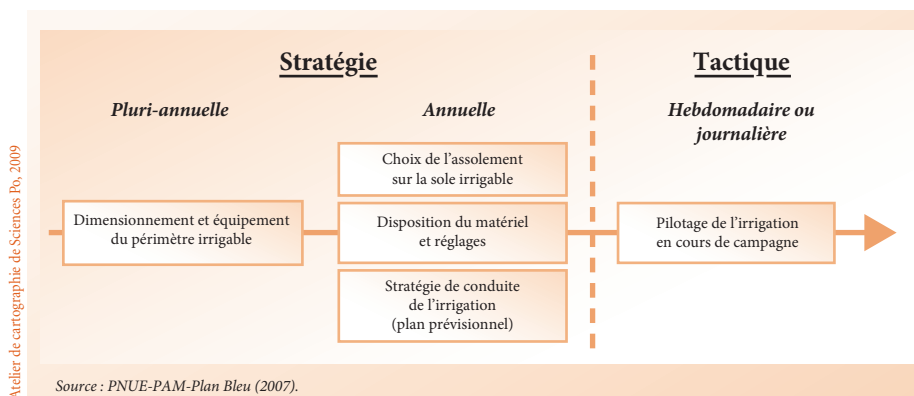 Stratégie
Tactique
Pluri-annuelle
Annuelle
Hebdomadaire ou
journalière
Dimensionnement et équipement
du périmètre irrigable
Choix de l'assolement
sur la sole irrigable
Disposition du matériel
et réglages
Stratégie de conduite
de l'irrigation
(plan prévisionnel)
Pilotage de l'irrigation
en cours de campagne
Atelier de cartographie de Sciences Po, 2009
Source : PNUE-PAM-Plan Bleu (2007).